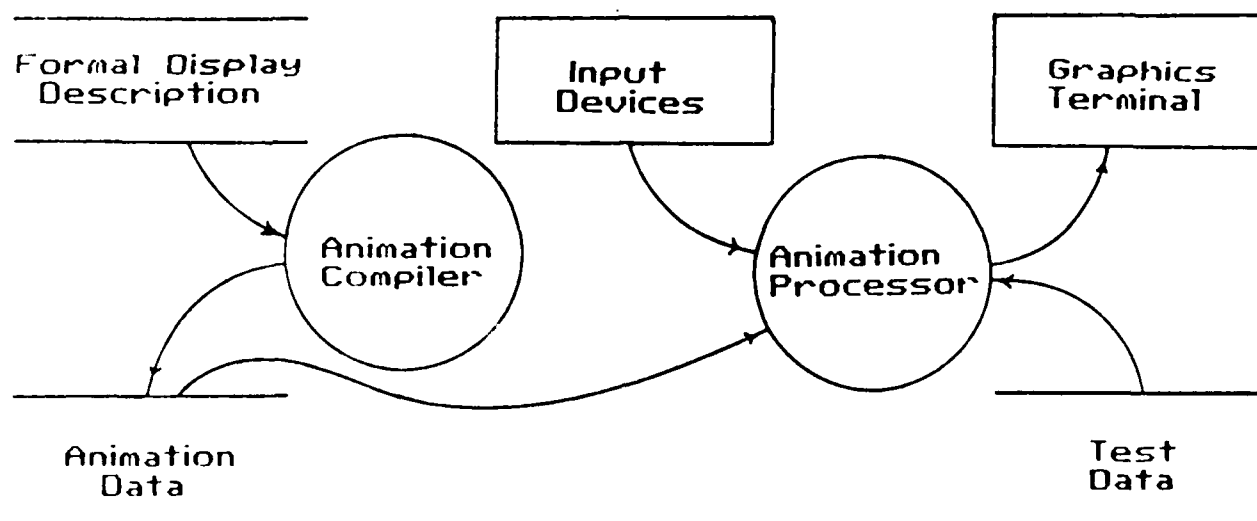 Formal Display
Description
Input
Devices
Graphics
Terminal
Animation
Compiler
Animation
Processor
Animation
Data
Test
Data